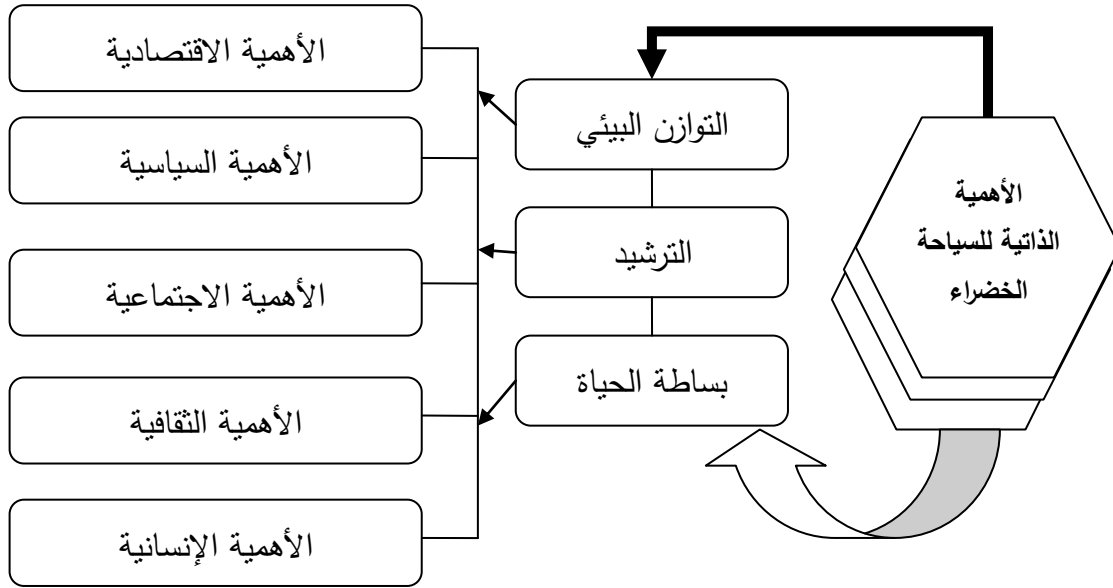 الأهمية
الذاتية للسياحة
الخضراء
التوازن البيئي
الترشيد
بساطة الحياة
الأهمية الاقتصادية
الأهمية السياسية
الأهمية الاجتماعية
الأهمية الثقافية
الأهمية الإنسانية